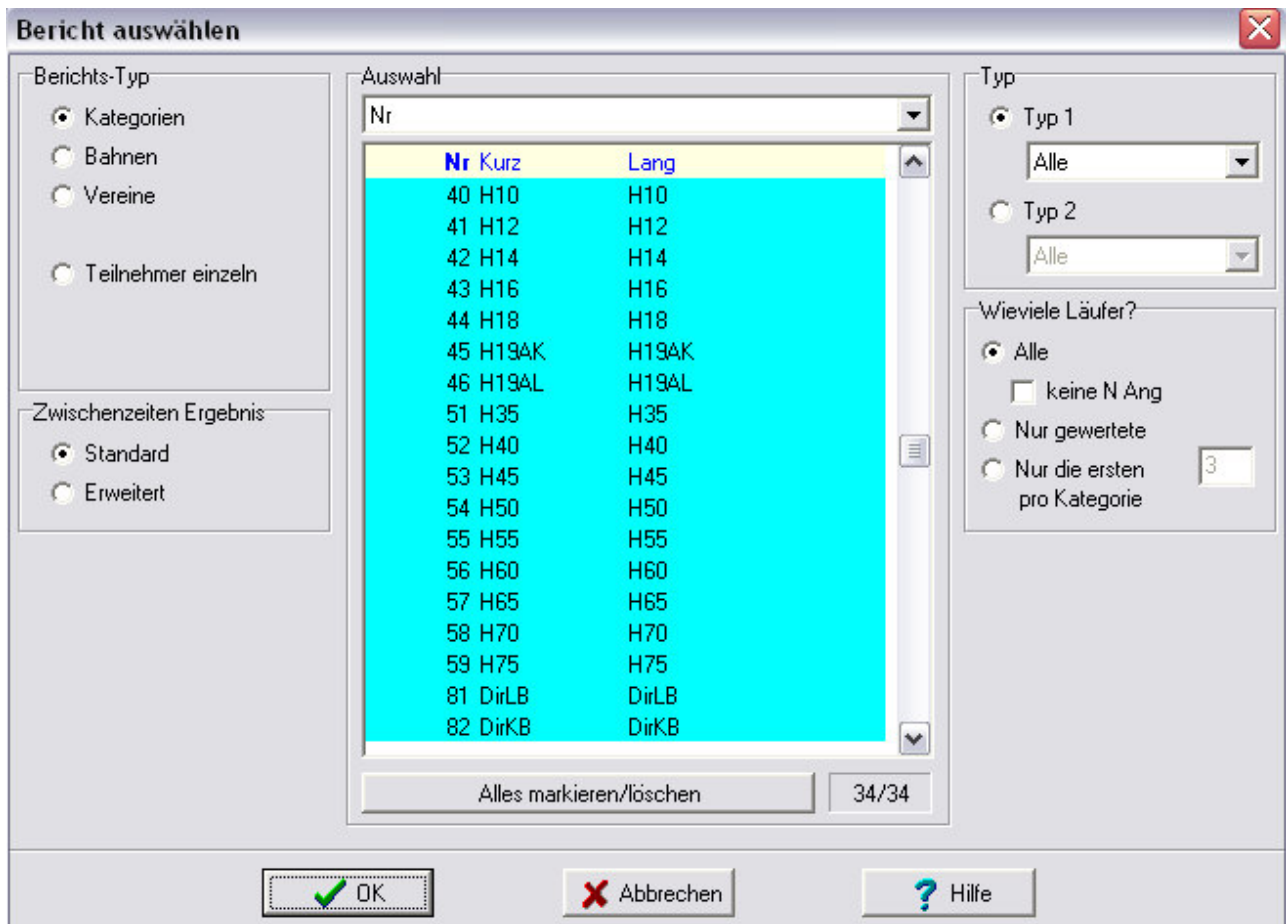 Bericht auswählen
Berichts-Typ
Kategorien
Bahnen
Vereine
Teilnehmer einzeln
Zwischenzeiten Ergebnis
Standard
Erweitert
Auswahl
Nr
Nr Kurz Lang
40 H10 H10
41 H12 H12
42 H14 H14
43 H16 H16
44 H18 H18
45 H19AK H19AK
46 H19AL H19AL
51 H35 H35
52 H40 H40
53 H45 H45
54 H50 H50
55 H55 H55
56 H60 H60
57 H65 H65
58 H70 H70
59 H75 H75
81 DirLB DirLB
82 DirKB DirKB
Alles markieren/löschen 34/34
Typ
Typ 1
Alle
Typ 2
Alle
Wieviele Läufer?
Alle
keine N Ang
Nur gewertete
Nur die ersten 3
pro Kategorie
OK Abbrechen Hilfe